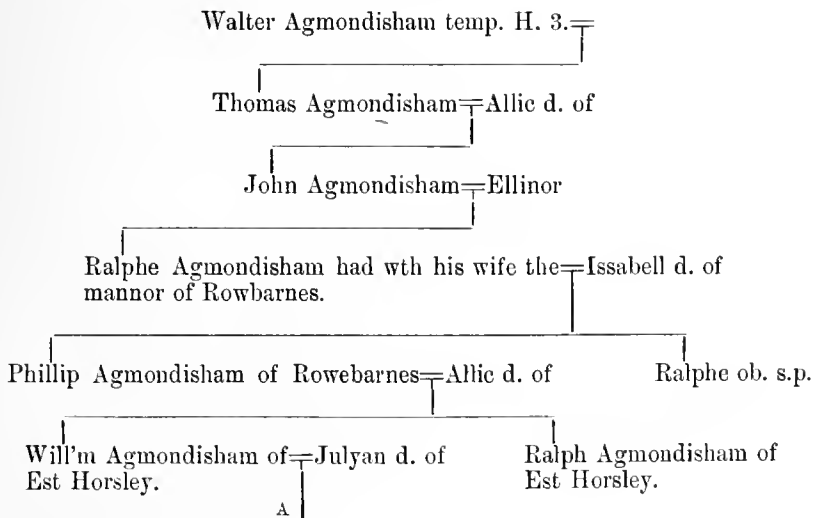 Walter Agmondisham temp. H. 3.
Thomas Agmondisham Allic d. of
John Agmondisham Ellinor
Ralphe Agmondisham had wth his wife the Issabell d. of
mannor of Rowbarnes.
Phillip Agmondisham of Rowebarnes Allic d. of Ralphe ob. s.p.
Will'm Agmondisham of Julyan d. of Ralph Agmondisham of
Est Horsley. Est Horsley.
A